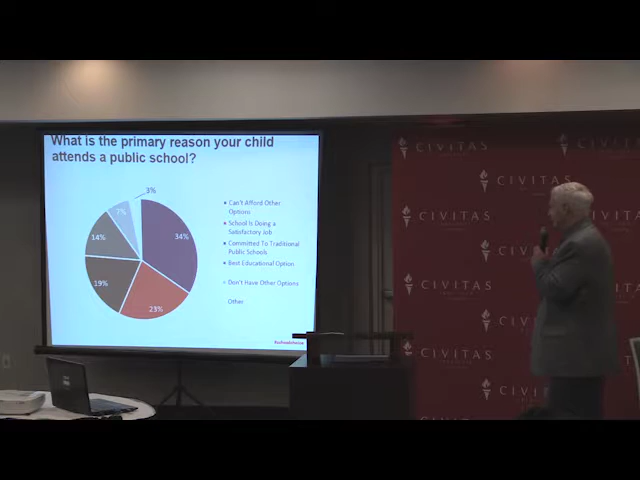 What is the primary reason your child
attends a public school?
3%
7%
34%
14%
19%
23%
Can't Afford Other
Options
School Is Doing a
Satisfactory Job
Committed To Traditional
Public Schools
Best Educational Option
Don't Have Other Options
Other
CIVITAS
CIVITAS
CIVITAS
CIVITAS
CIVITAS
CIVITAS
CIVITAS